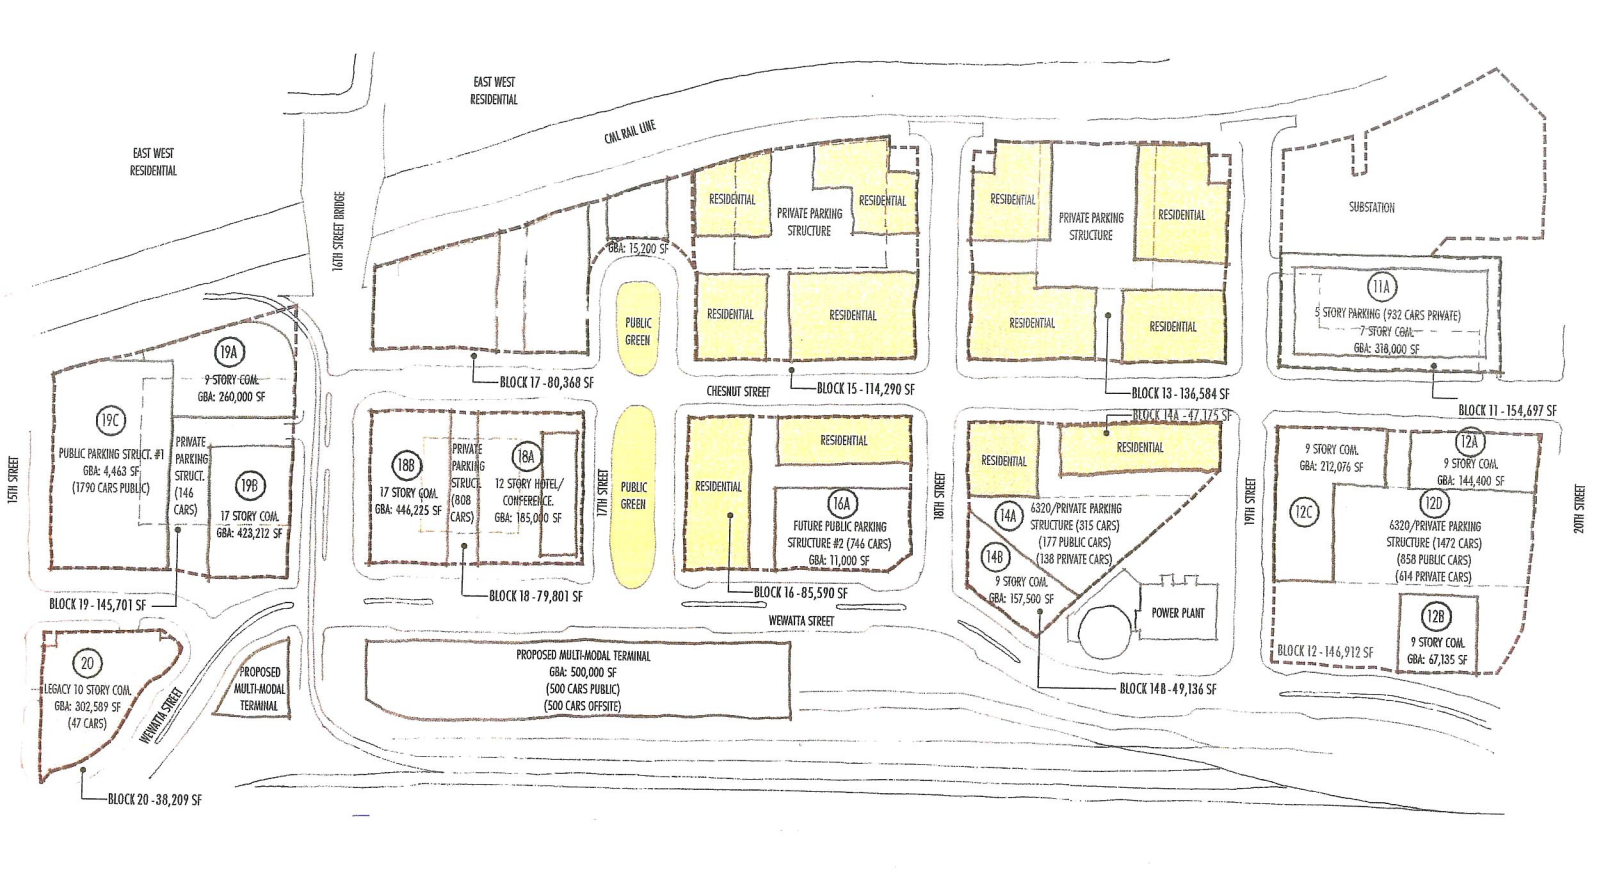 EAST WEST
RESIDENTIAL
EAST WEST
RESIDENTIAL
CML RAIL LINE
16TH STREET BRIDGE
GBA: 15,200 SF
RESIDENTIAL
PRIVATE PARKING
STRUCTURE
RESIDENTIAL
RESIDENTIAL
RESIDENTIAL
RESIDENTIAL
PRIVATE PARKING
STRUCTURE
RESIDENTIAL
RESIDENTIAL
RESIDENTIAL
SUBSTATION
11A
5 STORY PARKING (932 CARS PRIVATE)
7 STORY COM.
GBA: 318,000 SF
PUBLIC
GREEN
BLOCK 17 - 80,368 SF
CHESNUT STREET
BLOCK 15 - 114,290 SF
BLOCK 13 - 136,584 SF
BLOCK 14A - 47,175 SF
BLOCK 11 - 154,697 SF
19A
9 STORY COM.
GBA: 260,000 SF
19C
PUBLIC PARKING STRUCT. #1
GBA: 4,463 SF
(1790 CARS PUBLIC)
PRIVATE
PARKING
STRUCT.
(146
CARS)
19B
17 STORY COM.
GBA: 423,212 SF
15TH STREET
BLOCK 19 - 145,701 SF
18B
17 STORY COM.
GBA: 446,225 SF
PRIVATE
PARKING
STRUCT.
(808
CARS)
18A
12 STORY HOTEL/
CONFERENCE.
GBA: 185,000 SF
BLOCK 18 - 79,801 SF
17TH STREET
PUBLIC
GREEN
RESIDENTIAL
RESIDENTIAL
16A
FUTURE PUBLIC PARKING
STRUCTURE #2 (746 CARS)
GBA: 11,000 SF
BLOCK 16 - 85,590 SF
WEWATTA STREET
18TH STREET
RESIDENTIAL
RESIDENTIAL
14A
6320/PRIVATE PARKING
STRUCTURE (315 CARS)
(177 PUBLIC CARS)
(138 PRIVATE CARS)
14B
9 STORY COM.
GBA: 157,500 SF
POWER PLANT
BLOCK 14B - 49,136 SF
19TH STREET
9 STORY COM.
GBA: 212,076 SF
12A
9 STORY COM.
GBA: 144,400 SF
12C
12D
6320/PRIVATE PARKING
STRUCTURE (1472 CARS)
(858 PUBLIC CARS)
(614 PRIVATE CARS)
12B
9 STORY COM.
GBA: 67,135 SF
BLOCK 12 - 146,912 SF
20TH STREET
20
LEGACY 10 STORY COM.
GBA: 302,589 SF
(47 CARS)
WEWATTA STREET
BLOCK 20 - 38,209 SF
PROPOSED
MULTI-MODAL
TERMINAL
PROPOSED MULTI-MODAL TERMINAL
GBA: 500,000 SF
(500 CARS PUBLIC)
(500 CARS OFFSITE)